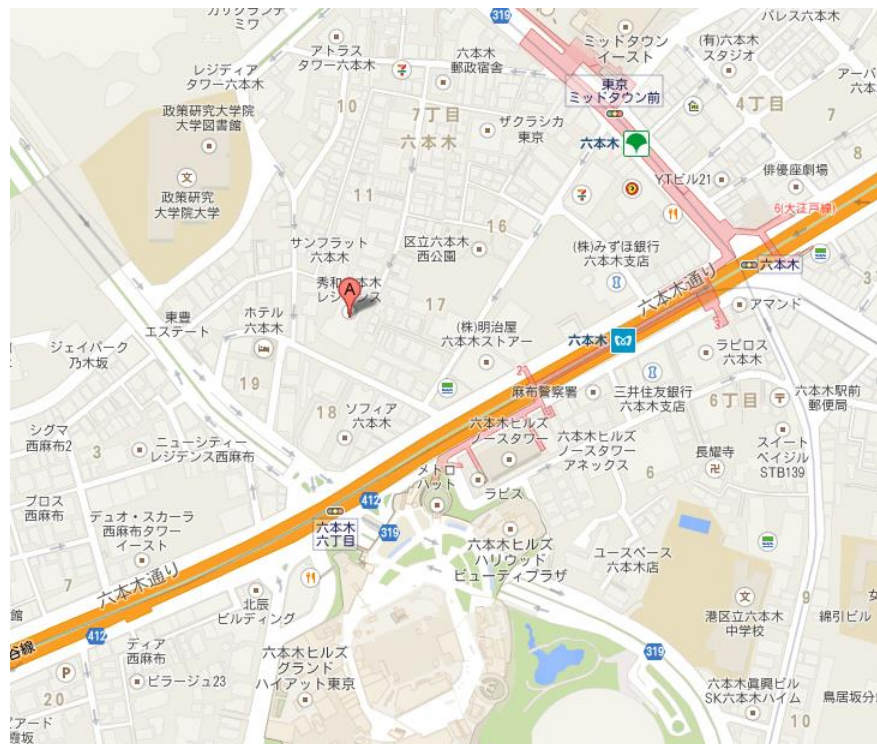 カサグランデ
ミワ
319
パレス六本木
アトラス
タワー六本木
六本木
郵政宿舎
ミッドタウン
イースト
(有)六本木
スタジオ
レジディア
タワー六本木
東京
ミッドタウン前
政策研究大学院
大学図書館
10
7丁目
六本木
ザクラシカ
東京
4丁目
7
六本木
8
文
政策研究
大学院大学
11
YTビル21
俳優座劇場
6(大江戸線)
16
サンフラット
六本木
区立六本木
西公園
(株)みずほ銀行
六本木支店
六本木
秀和六本木
レジデンス
A
17
六本木通り
3
アマンド
東豊
エステート
ホテル
六本木
(株)明治屋
六本木ストアー
六本木
3
ラピロス
六本木
ジェイパーク
乃木坂
19
2
麻布警察署
三井住友銀行
六本木支店
6丁目
六本木駅前
郵便局
18
ソフィア
六本木
シグマ
西麻布2
3
ニューシティー
レジデンス西麻布
六本木ヒルズ
ノースタワー
六本木ヒルズ
ノースタワー
アネックス
長耀寺
スイート
ベイジル
STB139
6
メトロ
ハット
ラピス
プロス
西麻布
412
デュオ・スカーラ
西麻布タワー
イースト
六本木
六丁目
319
六本木ヒルズ
ハリウッド
ビューティプラザ
ユースペース
六本木店
7
六本木通り
北辰
ビルディング
文
港区立六本木
中学校
9
綿引ビル
館
谷線
412
ディア
西麻布
六本木ヒルズ
グランド
ハイアット東京
319
P
ビラージュ23
20
六本木眞興ビル
SK六本木ハイム
鳥居坂分
10
霞坂